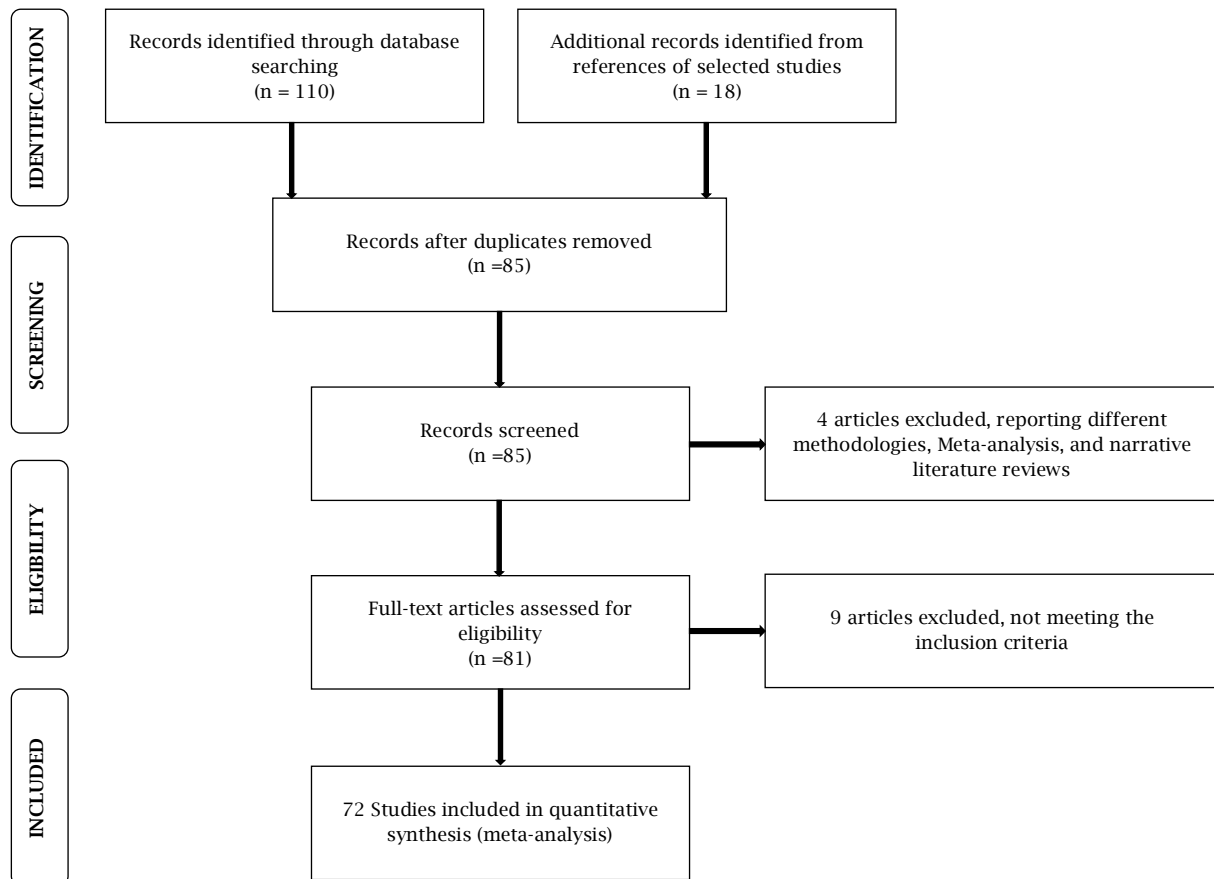 IDENTIFICATION
Records identified through database
searching
(n = 110)
Additional records identified from
references of selected studies
(n = 18)
Records after duplicates removed
(n =85)
SCREENING
Records screened
(n =85)
4 articles excluded, reporting different
methodologies, Meta-analysis, and narrative
literature reviews
ELIGIBILITY
Full-text articles assessed for
eligibility
(n =81)
9 articles excluded, not meeting the
inclusion criteria
INCLUDED
72 Studies included in quantitative
synthesis (meta-analysis)